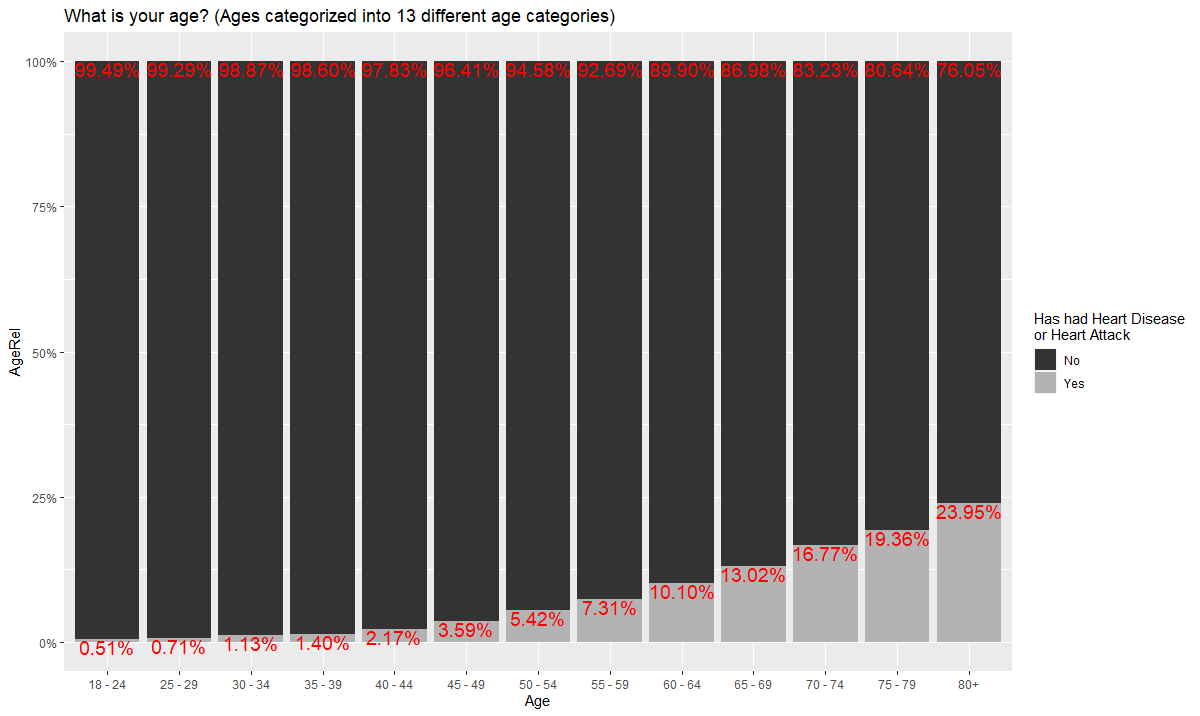 What is your age? (Ages categorized into 13 different age categories)
100%
75%
50%
25%
0%
AgeRel
99.49% 99.29% 98.87% 98.60% 97.83% 96.41% 94.58% 92.69% 89.90% 86.98% 83.23% 80.64% 76.05%
0.51% 0.71% 1.13% 1.40% 2.17% 3.59% 5.42% 7.31% 10.10% 13.02% 16.77% 19.36% 23.95%
18 - 24 25 - 29 30 - 34 35 - 39 40 - 44 45 - 49 50 - 54 55 - 59 60 - 64 65 - 69 70 - 74 75 - 79 80+
Age
Has had Heart Disease
or Heart Attack
No
Yes